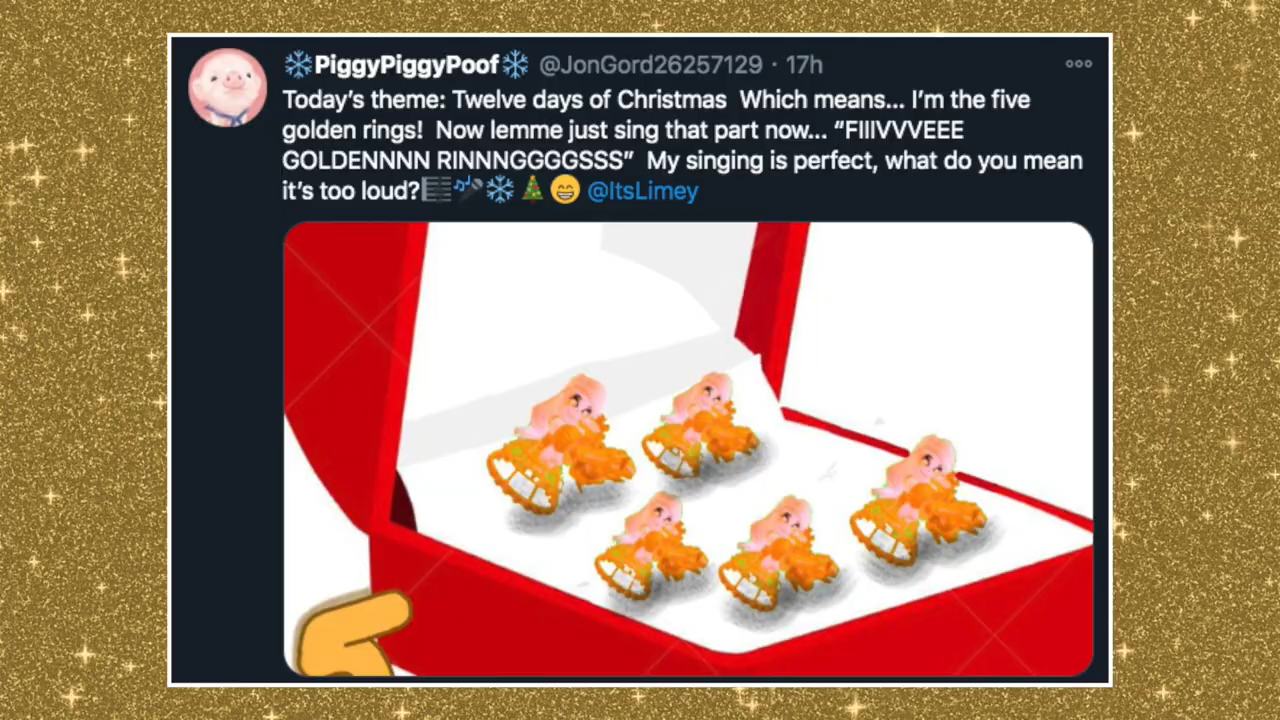 ❄PiggyPiggyPoof❄ @JonGord26257129 · 17h
Today’s theme: Twelve days of Christmas  Which means... I’m the five
golden rings!  Now lemme just sing that part now... “FIIIVVVEEE
GOLDENNNN RINNNGGGGSSS”  My singing is perfect, what do you mean
it’s too loud?🎼🎶🎤❄🎄😁 @ItsLimey